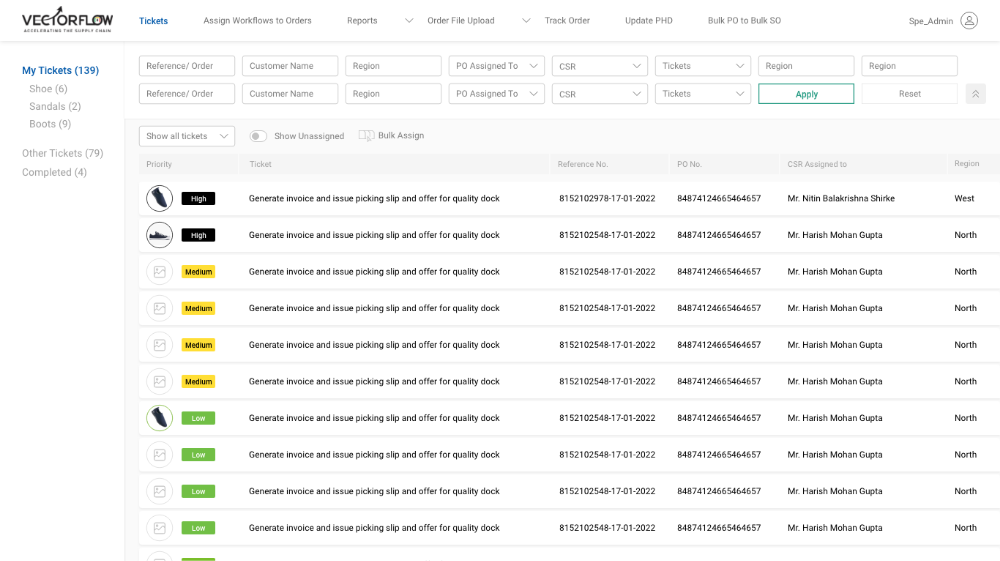 VECTORFLOW
ACCELERATING THE SUPPLY CHAIN
Tickets
Assign Workflows to Orders
Reports
Order File Upload
Track Order
Update PHD
Bulk PO to Bulk SO
Spe_Admin
My Tickets (139)
Shoe (6)
Sandals (2)
Boots (9)
Other Tickets (79)
Completed (4)
Reference/ Order Customer Name Region PO Assigned To CSR Tickets Region Region
Reference/ Order Customer Name Region PO Assigned To CSR Tickets Apply Reset
Show all tickets Show Unassigned Bulk Assign
Priority Ticket Reference No. PO No. CSR Assigned to Region
High Generate invoice and issue picking slip and offer for quality dock 8152102978-17-01-2022 84874124665464657 Mr. Nitin Balakrishna Shirke West
High Generate invoice and issue picking slip and offer for quality dock 8152102548-17-01-2022 84874124665464657 Mr. Harish Mohan Gupta North
Medium Generate invoice and issue picking slip and offer for quality dock 8152102548-17-01-2022 84874124665464657 Mr. Harish Mohan Gupta North
Medium Generate invoice and issue picking slip and offer for quality dock 8152102548-17-01-2022 84874124665464657 Mr. Harish Mohan Gupta North
Medium Generate invoice and issue picking slip and offer for quality dock 8152102548-17-01-2022 84874124665464657 Mr. Harish Mohan Gupta North
Medium Generate invoice and issue picking slip and offer for quality dock 8152102548-17-01-2022 84874124665464657 Mr. Harish Mohan Gupta North
Low Generate invoice and issue picking slip and offer for quality dock 8152102548-17-01-2022 84874124665464657 Mr. Harish Mohan Gupta North
Low Generate invoice and issue picking slip and offer for quality dock 8152102548-17-01-2022 84874124665464657 Mr. Harish Mohan Gupta North
Low Generate invoice and issue picking slip and offer for quality dock 8152102548-17-01-2022 84874124665464657 Mr. Harish Mohan Gupta North
Low Generate invoice and issue picking slip and offer for quality dock 8152102548-17-01-2022 84874124665464657 Mr. Harish Mohan Gupta North